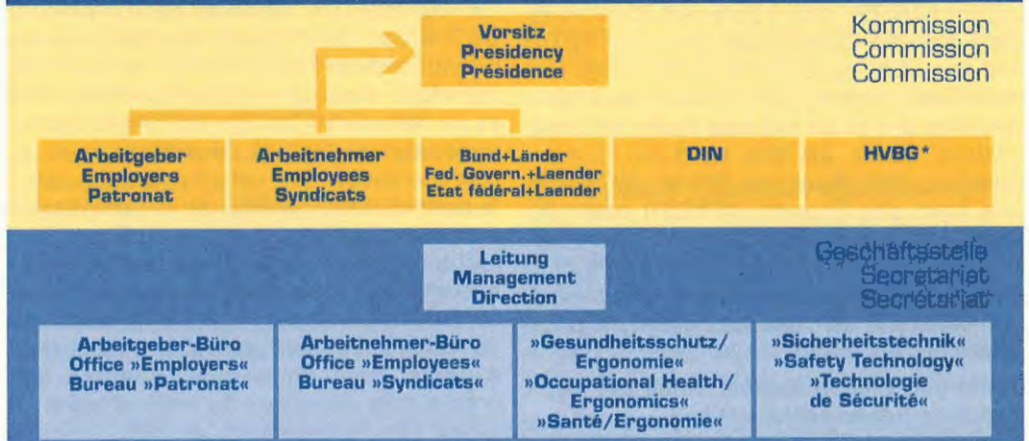 Kommission
Commission
Commission
Vorsitz
Presidency
Présidence
Arbeitgeber
Employers
Patronat
Arbeitnehmer
Employees
Syndicats
Bund+Länder
Fed. Govern.+Laender
Etat fédéral+Laender
DIN
HVBG*
Geschäftsstelle
Secretariat
Secrétariat
Leitung
Management
Direction
Arbeitgeber-Büro
Office »Employers«
Bureau »Patronat«
Arbeitnehmer-Büro
Office »Employees«
Bureau »Syndicats«
»Gesundheitsschutz/
Ergonomie«
»Occupational Health/
Ergonomics«
»Santé/Ergonomie«
»Sicherheitstechnik«
»Safety Technology«
»Technologie
de Sécurité«